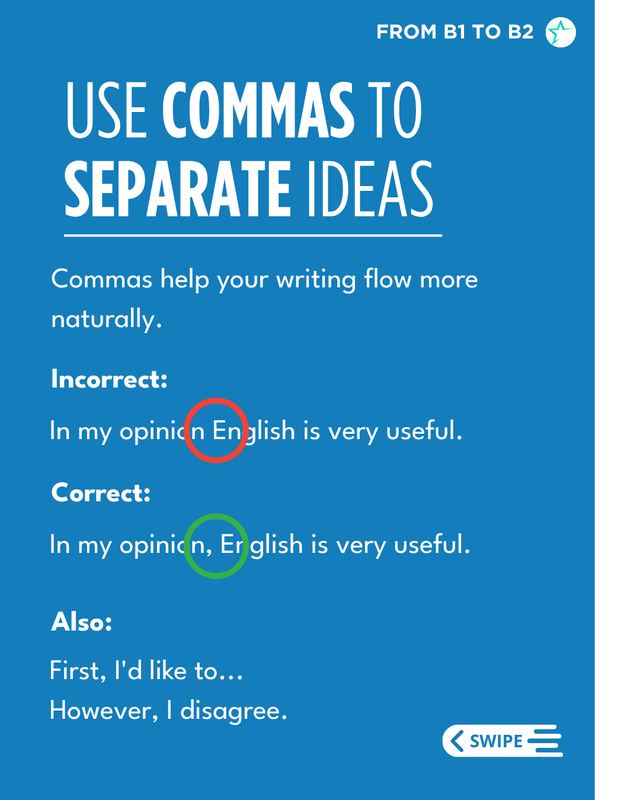 FROM B1 TO B2
USE COMMAS TO
SEPARATE IDEAS
Commas help your writing flow more
naturally.
Incorrect:
In my opinion English is very useful.
Correct:
In my opinion, English is very useful.
Also:
First, I'd like to...
However, I disagree.
SWIPE